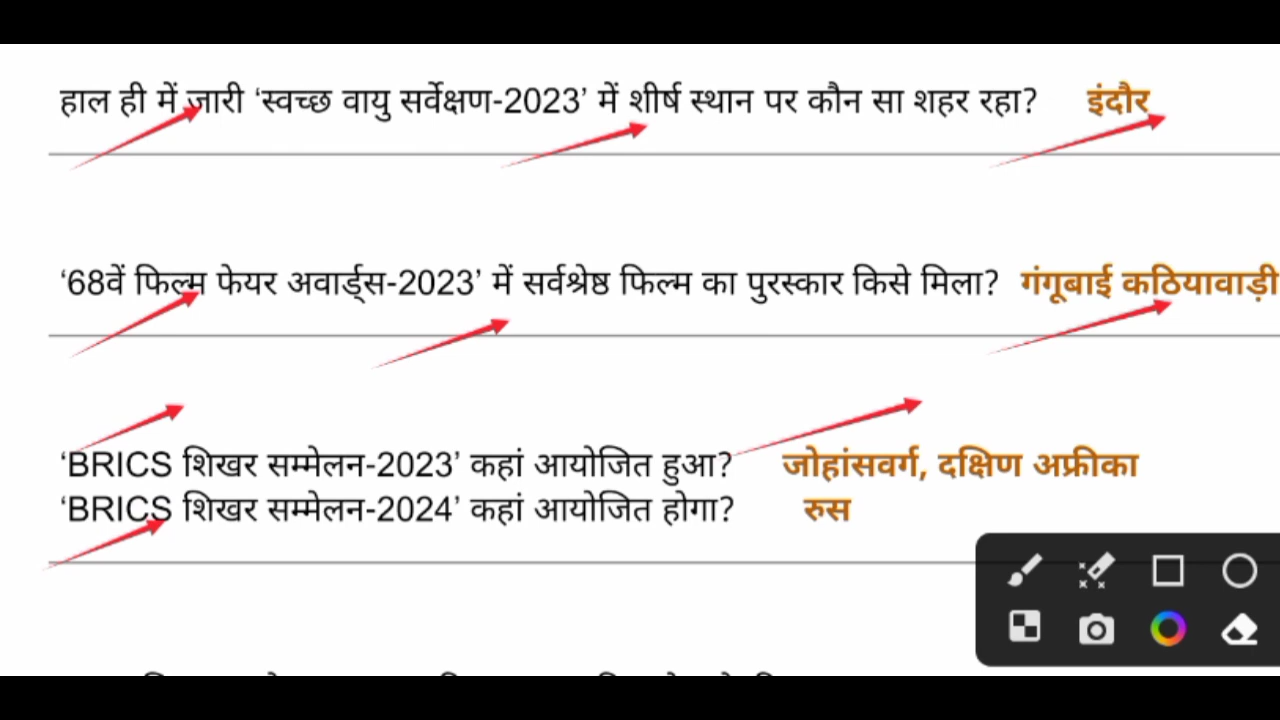 हाल ही में जारी ‘स्वच्छ वायु सर्वेक्षण-2023’ में शीर्ष स्थान पर कौन सा शहर रहा? इंदौर
‘68वें फिल्म फेयर अवार्ड्स-2023’ में सर्वश्रेष्ठ फिल्म का पुरस्कार किसे मिला? गंगूबाई कठियावाड़ी
‘BRICS शिखर सम्मेलन-2023’ कहां आयोजित हुआ? जोहांसवर्ग, दक्षिण अफ्रीका
‘BRICS शिखर सम्मेलन-2024’ कहां आयोजित होगा? रुस